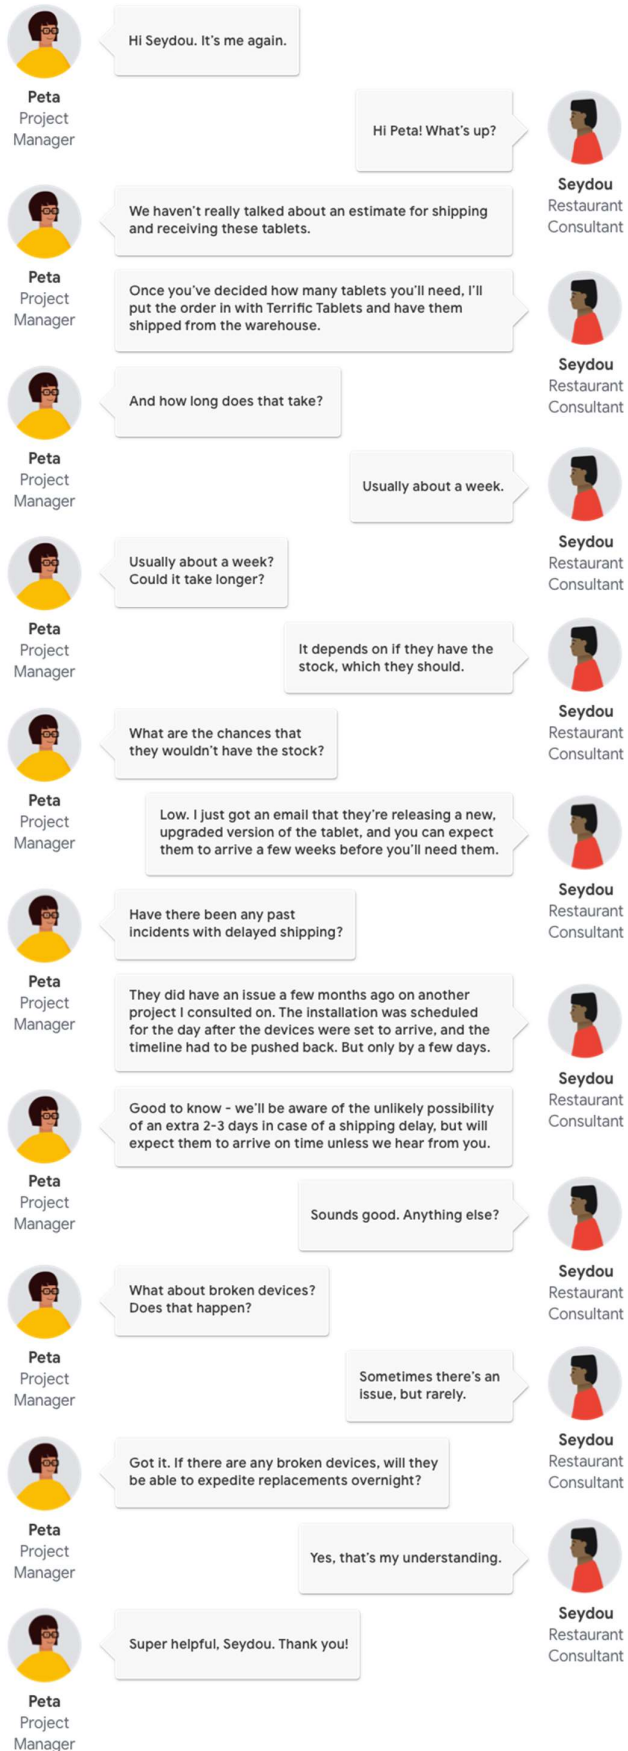 Hi Seydou. It's me again.
Peta
Project
Manager
Hi Peta! What's up?
Seydou
Restaurant
Consultant
We haven't really talked about an estimate for shipping
and receiving these tablets.
Peta
Project
Manager
Once you've decided how many tablets you'll need, I'll
put the order in with Terrific Tablets and have them
shipped from the warehouse.
Seydou
Restaurant
Consultant
And how long does that take?
Peta
Project
Manager
Usually about a week.
Seydou
Restaurant
Consultant
Usually about a week?
Could it take longer?
Peta
Project
Manager
It depends on if they have the
stock, which they should.
Seydou
Restaurant
Consultant
What are the chances that
they wouldn't have the stock?
Peta
Project
Manager
Low. I just got an email that they're releasing a new,
upgraded version of the tablet, and you can expect
them to arrive a few weeks before you'll need them.
Seydou
Restaurant
Consultant
Have there been any past
incidents with delayed shipping?
Peta
Project
Manager
They did have an issue a few months ago on another
project I consulted on. The installation was scheduled
for the day after the devices were set to arrive, and the
timeline had to be pushed back. But only by a few days.
Seydou
Restaurant
Consultant
Good to know - we'll be aware of the unlikely possibility
of an extra 2-3 days in case of a shipping delay, but will
expect them to arrive on time unless we hear from you.
Peta
Project
Manager
Sounds good. Anything else?
Seydou
Restaurant
Consultant
What about broken devices?
Does that happen?
Peta
Project
Manager
Sometimes there's an
issue, but rarely.
Seydou
Restaurant
Consultant
Got it. If there are any broken devices, will they
be able to expedite replacements overnight?
Peta
Project
Manager
Yes, that's my understanding.
Seydou
Restaurant
Consultant
Super helpful, Seydou. Thank you!
Peta
Project
Manager